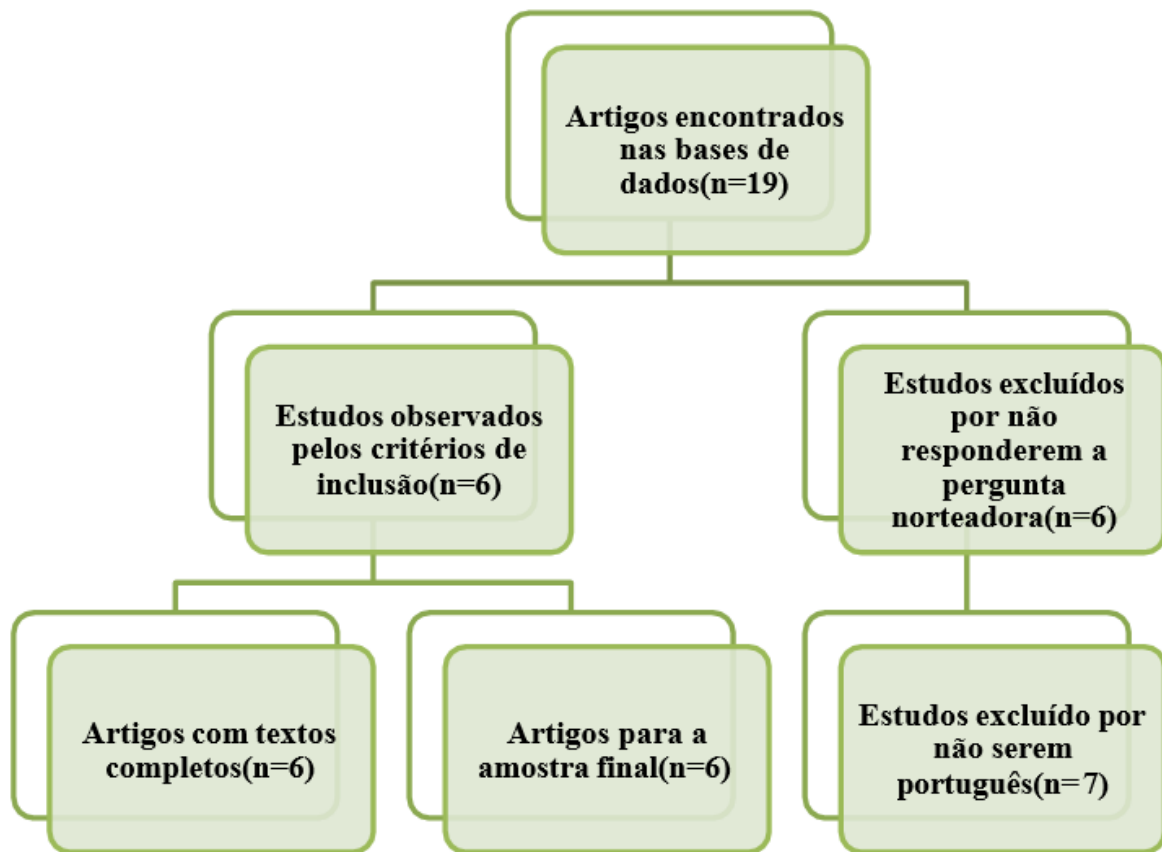 Artigos encontrados
nas bases de
dados(n=19)
Estudos observados
pelos critérios de
inclusão(n=6)
Estudos excluídos
por não
responderem a
pergunta
norteadora(n=6)
Artigos com textos
completos(n=6)
Artigos para a
amostra final(n=6)
Estudos excluído por
não serem
português(n=7)